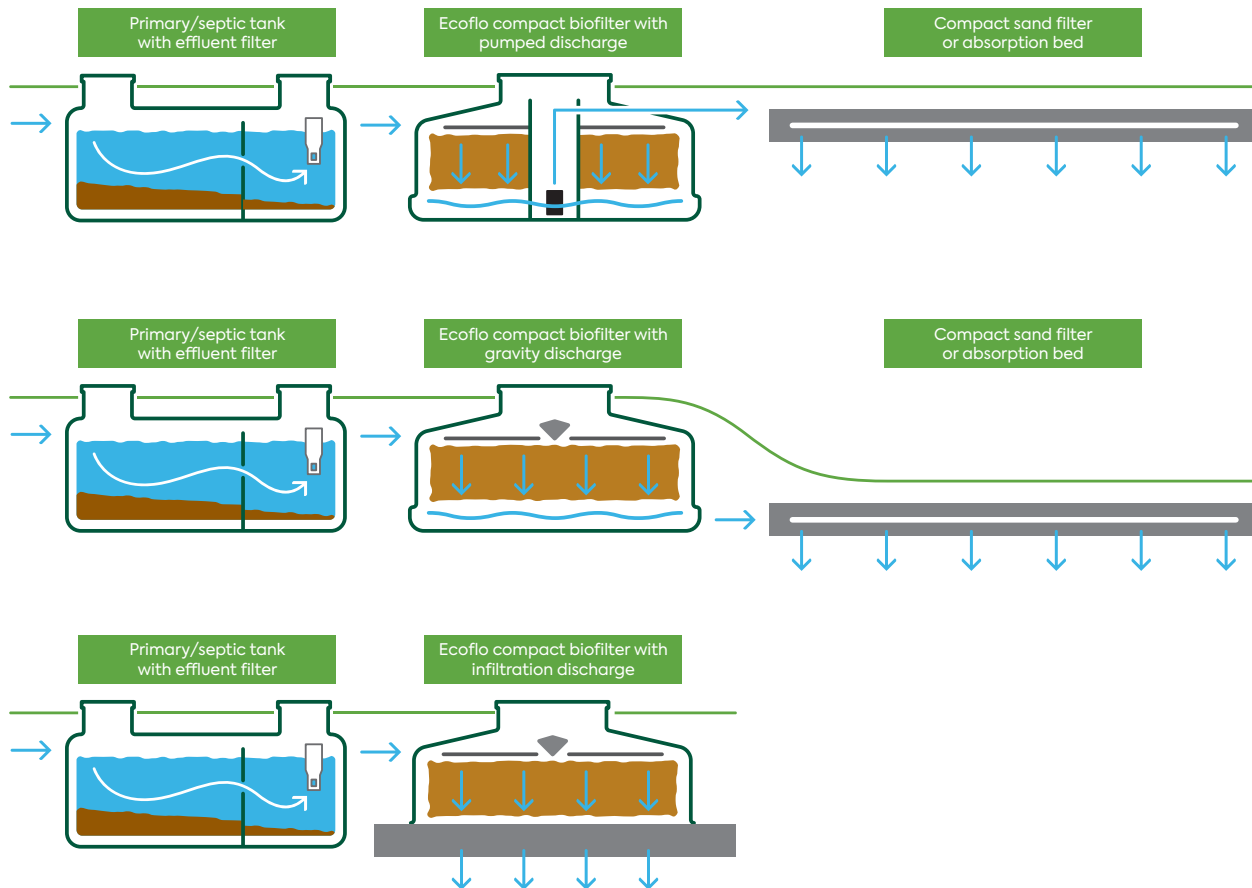 Primary/septic tank
with effluent filter
Ecoflo compact biofilter with
pumped discharge
Compact sand filter
or absorption bed
Primary/septic tank
with effluent filter
Ecoflo compact biofilter with
gravity discharge
Compact sand filter
or absorption bed
Primary/septic tank
with effluent filter
Ecoflo compact biofilter with
infiltration discharge